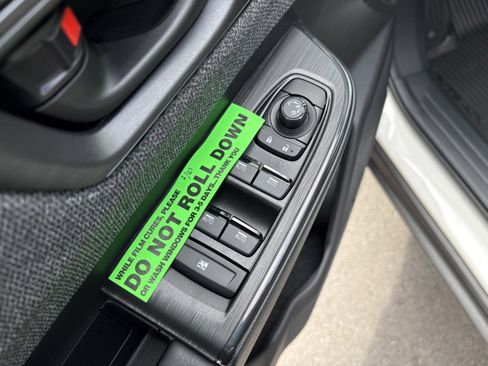 WHILE FILM CURES, PLEASE
DO NOT ROLL DOWN
OR WASH WINDOWS FOR 3-5 DAYS...THANK YOU